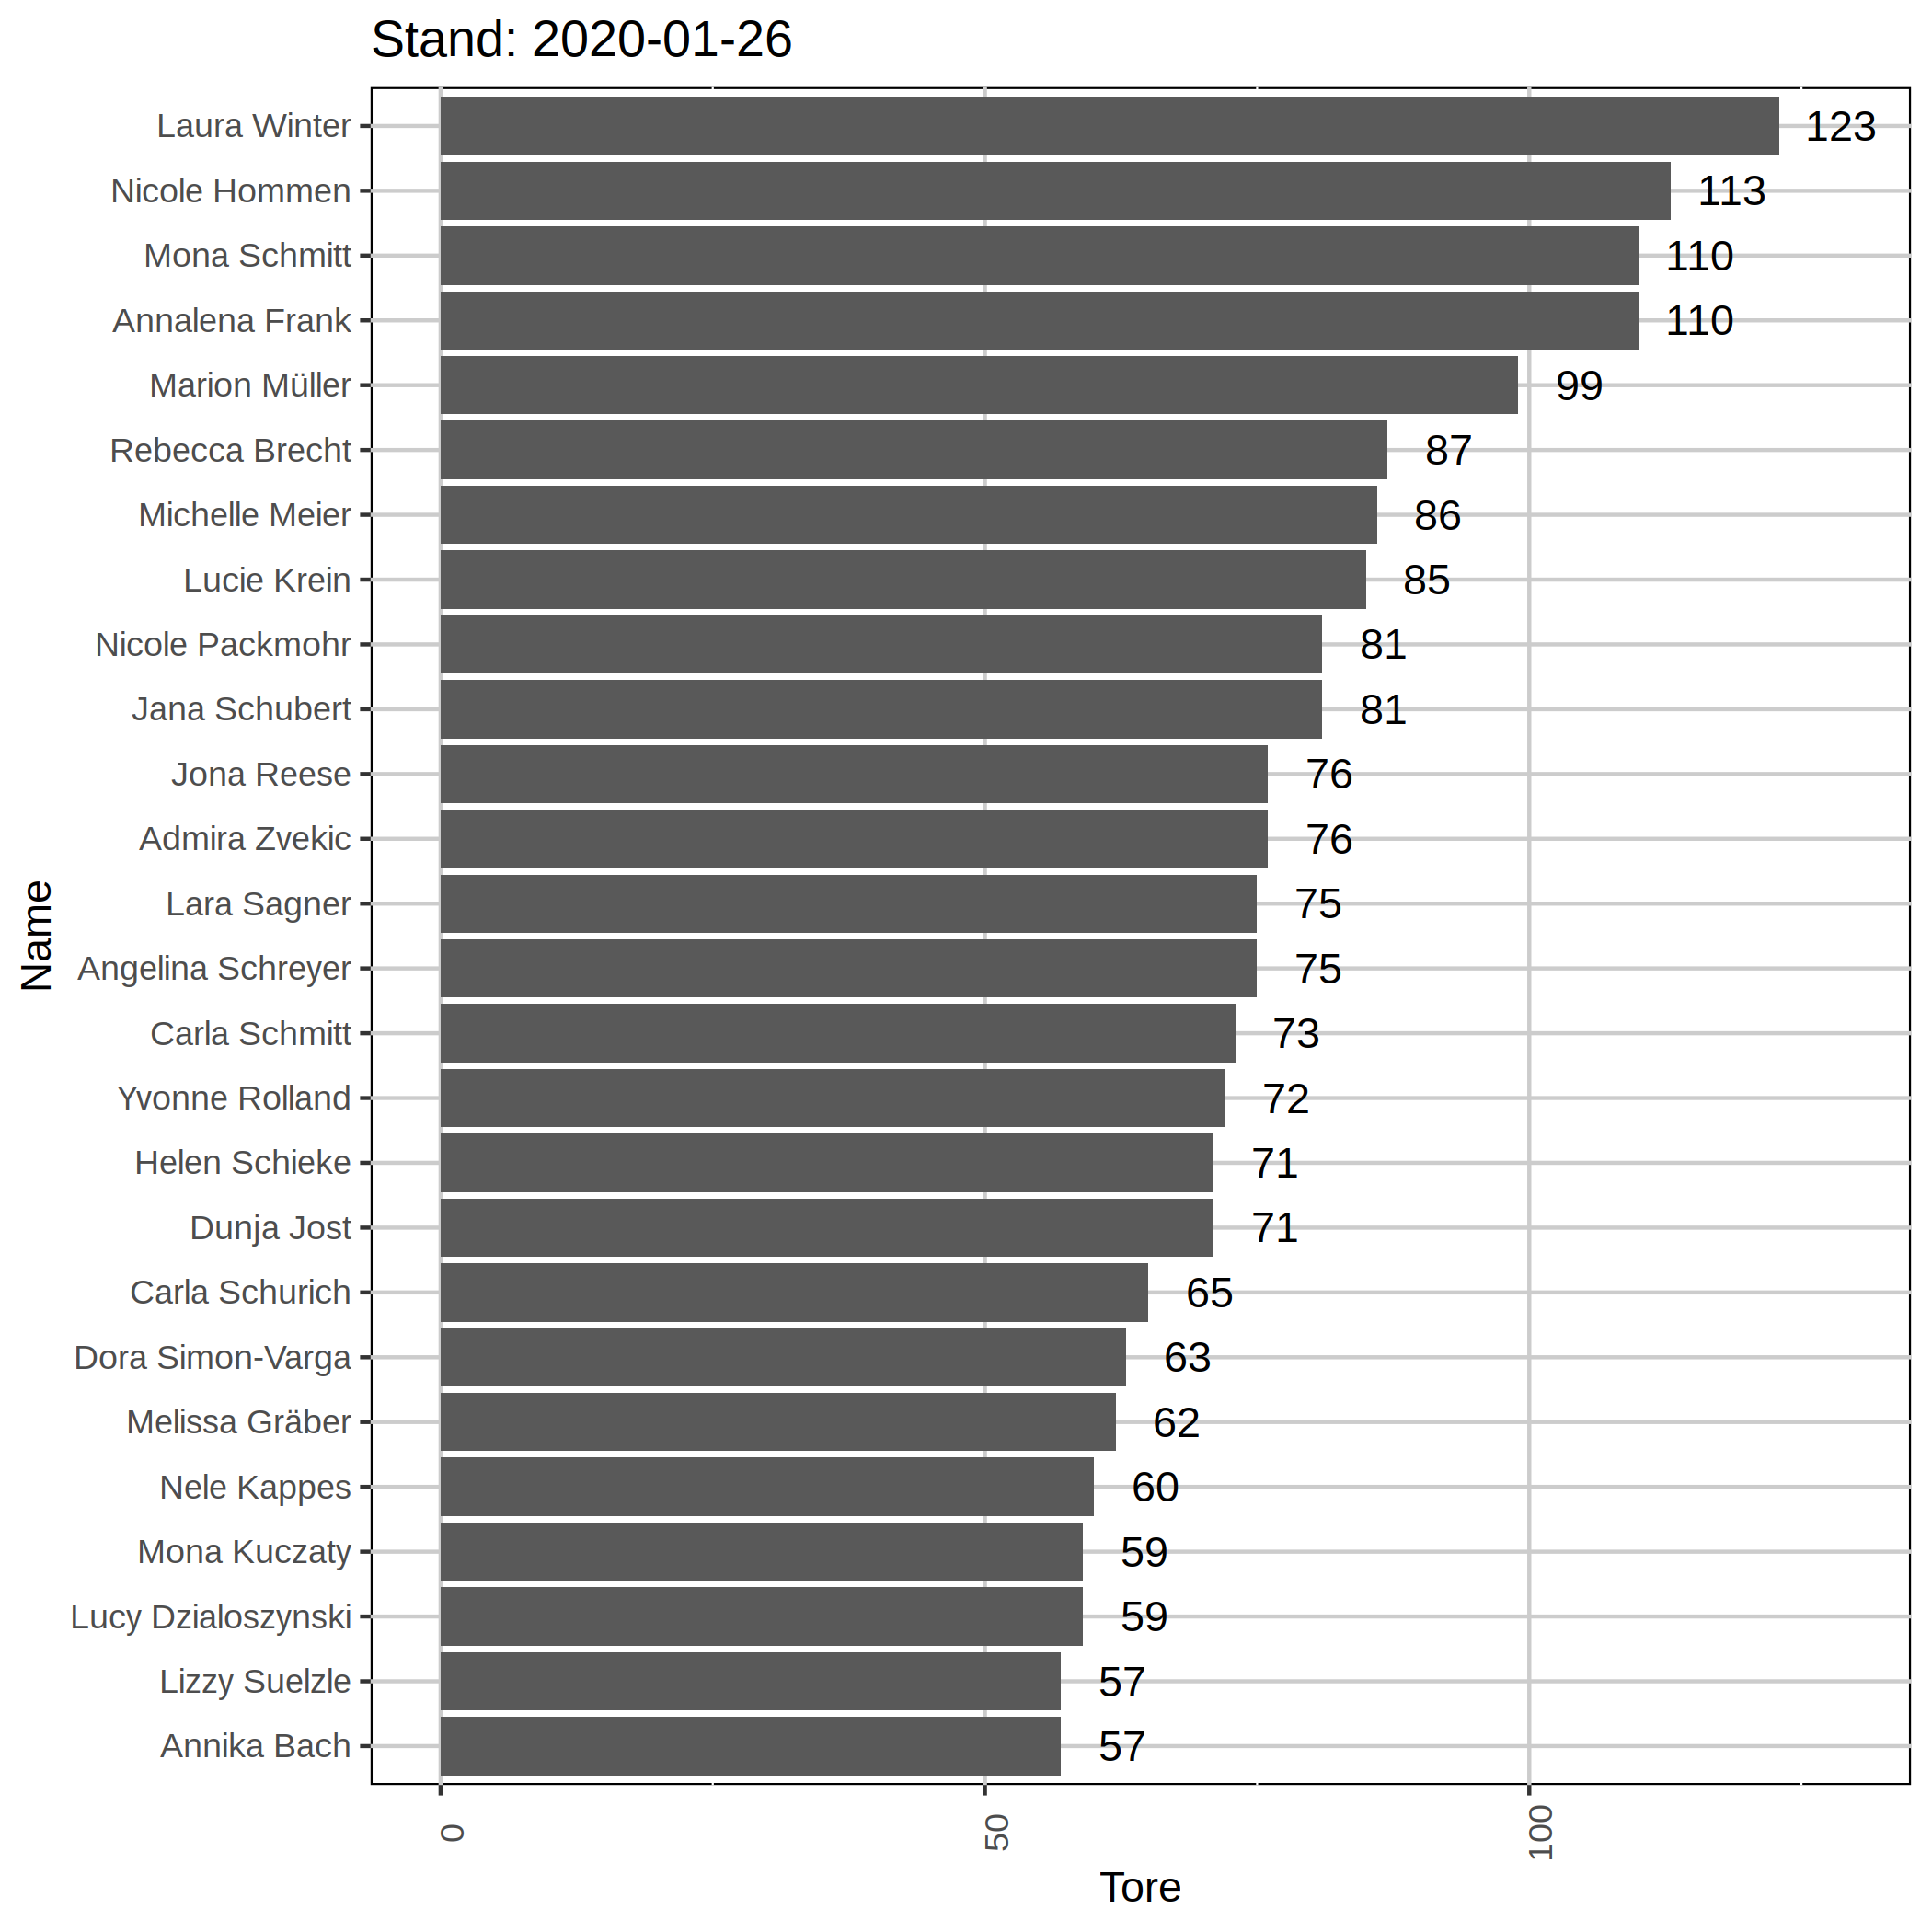 Stand: 2020-01-26
Laura Winter 123
Nicole Hommen 113
Mona Schmitt 110
Annalena Frank 110
Marion Müller 99
Rebecca Brecht 87
Michelle Meier 86
Lucie Krein 85
Nicole Packmohr 81
Jana Schubert 81
Jona Reese 76
Admira Zvekic 76
Lara Sagner 75
Angelina Schreyer 75
Carla Schmitt 73
Yvonne Rolland 72
Helen Schieke 71
Dunja Jost 71
Carla Schurich 65
Dora Simon-Varga 63
Melissa Gräber 62
Nele Kappes 60
Mona Kuczaty 59
Lucy Dzialoszynski 59
Lizzy Suelzle 57
Annika Bach 57
Name
0 50 100
Tore